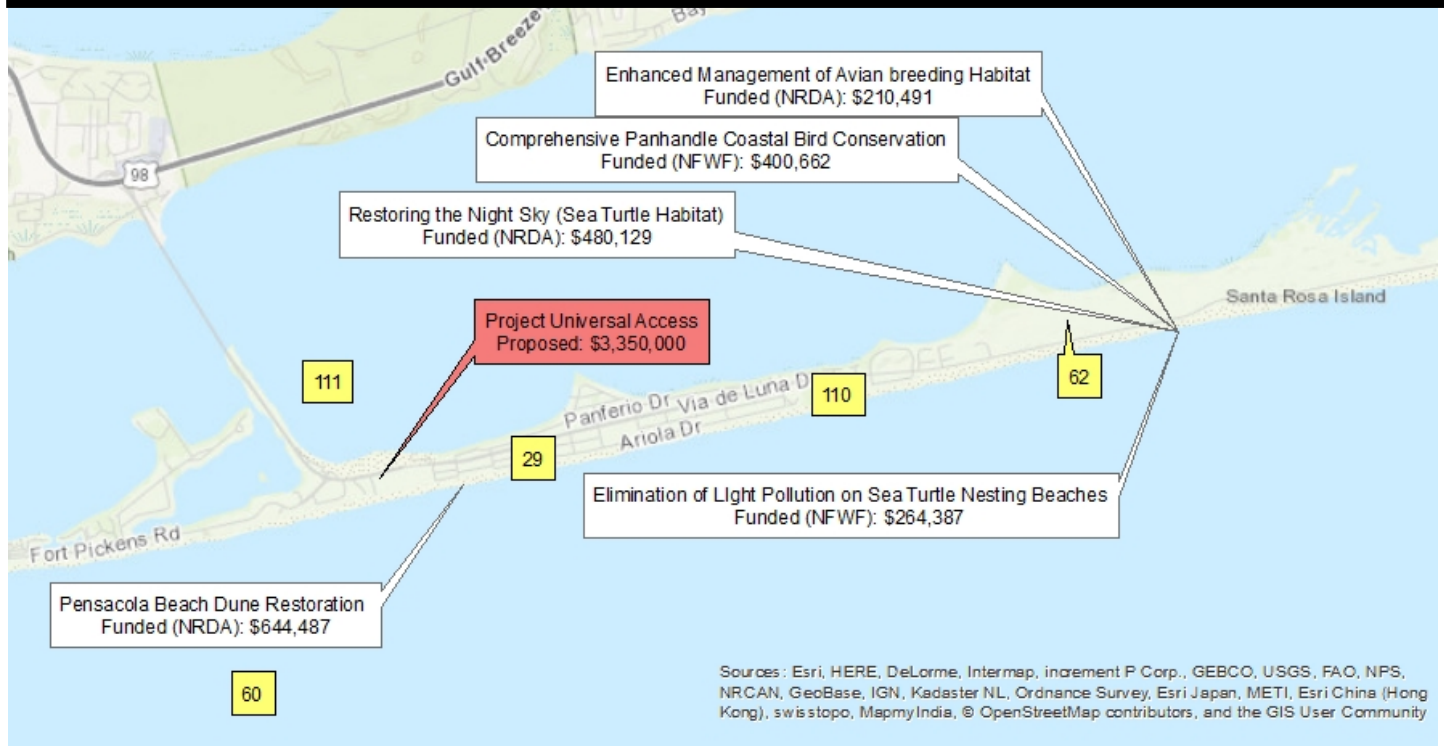 Gulf Breeze
Bay
Enhanced Management of Avian breeding Habitat
Funded (NRDA): $210,491
Comprehensive Panhandle Coastal Bird Conservation
Funded (NFWF): $400,662
98
Restoring the Night Sky (Sea Turtle Habitat)
Funded (NRDA): $480,129
Santa Rosa Island
Project Universal Access
Proposed: $3,350,000
111
62
110
Panferio Dr
Via de Luna D
Ariola Dr
29
Elimination of LIght Pollution on Sea Turtle Nesting Beaches
Funded (NFWF): $264,387
Fort Pickens Rd
Pensacola Beach Dune Restoration
Funded (NRDA): $644,487
60
Sources: Esri, HERE, DeLorme, Intermap, increment P Corp., GEBCO, USGS, FAO, NPS,
NRCAN, GeoBase, IGN, Kadaster NL, Ordnance Survey, Esri Japan, METI, Esri China (Hong
Kong), swisstopo, MapmyIndia, © OpenStreetMap contributors, and the GIS User Community